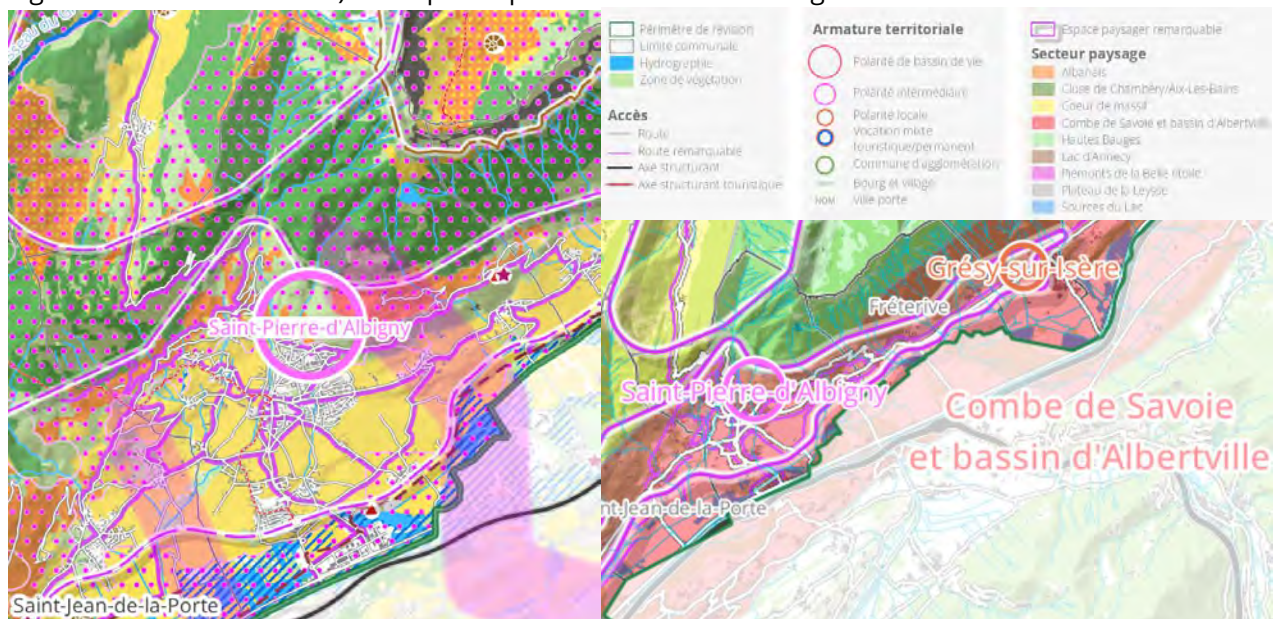 Saint-Pierre-d'Albigny
Saint-Jean-de-la-Porte
Périmètre de révision
Limite communale
Hydrographie
Zone de végétation
Accès
Route
Route remarquable
Axe structurant
Axe structurant touristique
Armature territoriale
Polarité de bassin de vie
Polarité intermédiaire
Polarité locale
Vocation mixte
touristique/permanent
Commune d'agglomération
Bourg et village
NOM Ville porte
Espace paysager remarquable
Secteur paysage
Albanais
Cluse de Chambéry/Aix-Les-Bains
Coeur de massif
Combe de Savoie et bassin d'Albertvill
Hautes Bauges
Lac d'Annecy
Piémonts de la Belle Etoile
Plateau de la Leysse
Sources du Lac
Grésy-sur-Isère
Fréterive
Saint-Pierre-d'Albigny
Combe de Savoie
et bassin d'Albertville
nt-Jean-de-la-Porte